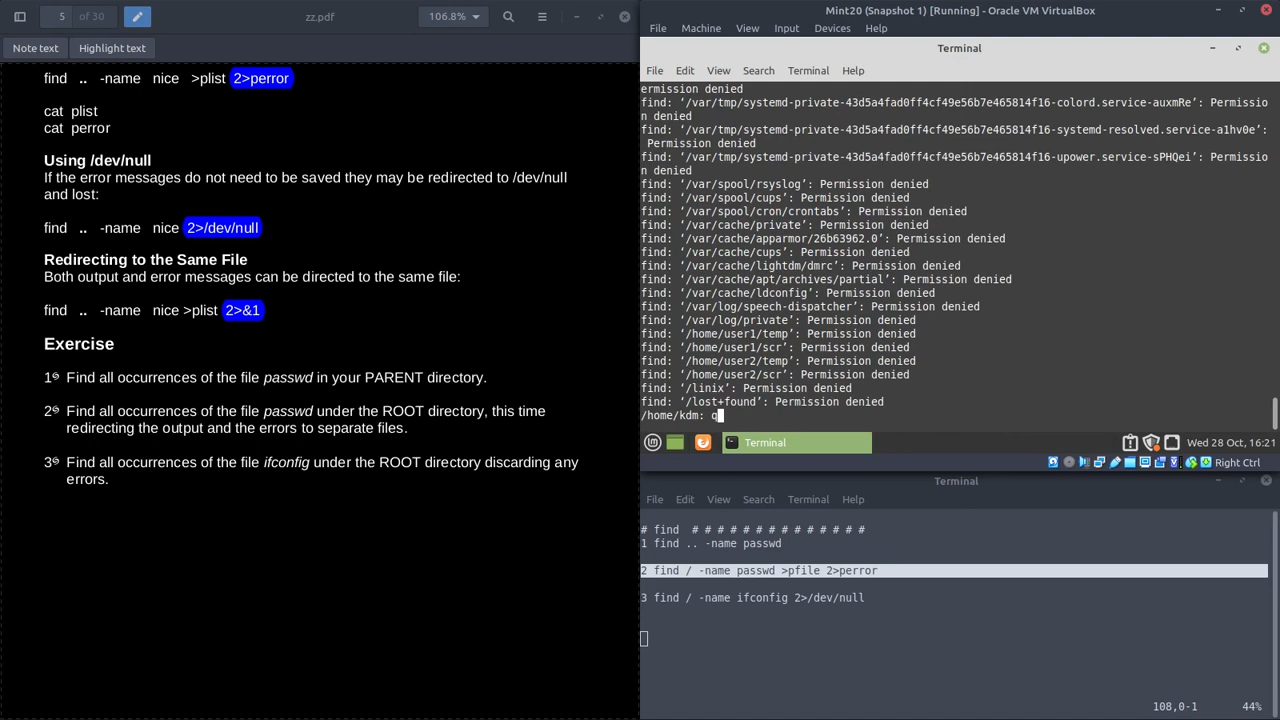 5 of 30
zz.pdf
106.8%
Note text
Highlight text
find .. -name nice >plist 2>perror
cat plist
cat perror
Using /dev/null
If the error messages do not need to be saved they may be redirected to /dev/null
and lost:
find .. -name nice 2>/dev/null
Redirecting to the Same File
Both output and error messages can be directed to the same file:
find .. -name nice >plist 2>&1
Exercise
1 Find all occurrences of the file passwd in your PARENT directory.
2 Find all occurrences of the file passwd under the ROOT directory, this time
redirecting the output and the errors to separate files.
3 Find all occurrences of the file ifconfig under the ROOT directory discarding any
errors.
Mint20 (Snapshot 1) [Running] - Oracle VM VirtualBox
File Machine View Input Devices Help
Terminal
File Edit View Search Terminal Help
ermission denied
find: ‘/var/tmp/systemd-private-43d5a4fad0ff4cf49e56b7e465814f16-colord.service-auxmRe’: Permissio
n denied
find: ‘/var/tmp/systemd-private-43d5a4fad0ff4cf49e56b7e465814f16-systemd-resolved.service-a1hv0e’:
Permission denied
find: ‘/var/tmp/systemd-private-43d5a4fad0ff4cf49e56b7e465814f16-upower.service-sPHQei’: Permissio
n denied
find: ‘/var/spool/rsyslog’: Permission denied
find: ‘/var/spool/cups’: Permission denied
find: ‘/var/spool/cron/crontabs’: Permission denied
find: ‘/var/cache/private’: Permission denied
find: ‘/var/cache/apparmor/26b63962.0’: Permission denied
find: ‘/var/cache/cups’: Permission denied
find: ‘/var/cache/lightdm/dmrc’: Permission denied
find: ‘/var/cache/apt/archives/partial’: Permission denied
find: ‘/var/cache/ldconfig’: Permission denied
find: ‘/var/log/speech-dispatcher’: Permission denied
find: ‘/var/log/private’: Permission denied
find: ‘/home/user1/temp’: Permission denied
find: ‘/home/user1/scr’: Permission denied
find: ‘/home/user2/temp’: Permission denied
find: ‘/home/user2/scr’: Permission denied
find: ‘/linix’: Permission denied
find: ‘/lost+found’: Permission denied
/home/kdm: q
Terminal
Wed 28 Oct, 16:21
Right Ctrl
Terminal
File Edit View Search Terminal Help
# find # # # # # # # # # # # # # #
1 find .. -name passwd
2 find / -name passwd >pfile 2>perror
3 find / -name ifconfig 2>/dev/null
108,0-1 44%